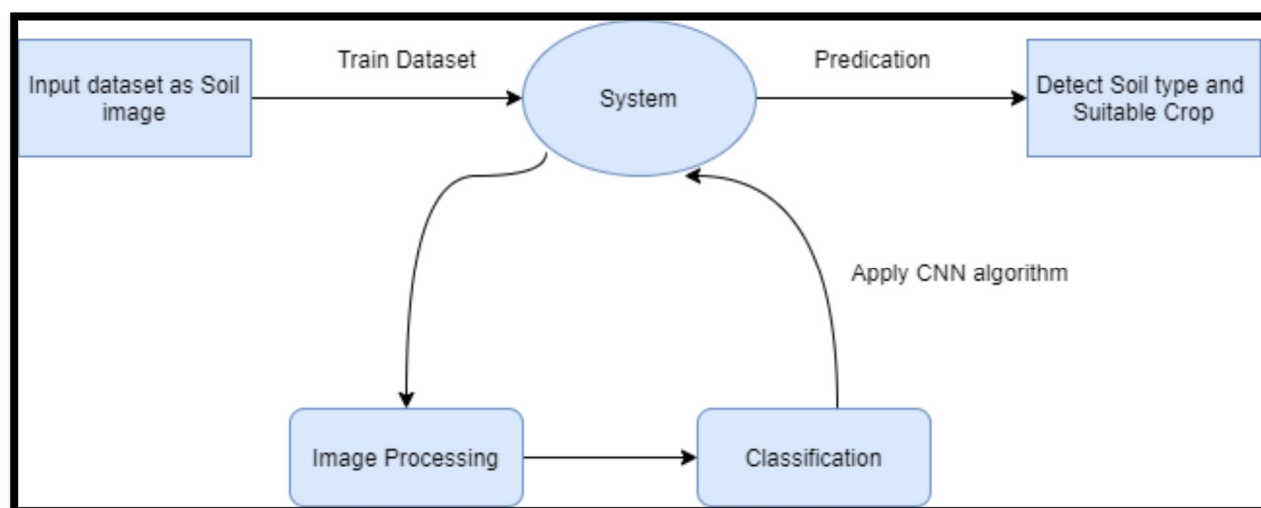 Train Dataset
Predication
Input dataset as Soil
image
System
Detect Soil type and
Suitable Crop
Apply CNN algorithm
Image Processing
Classification